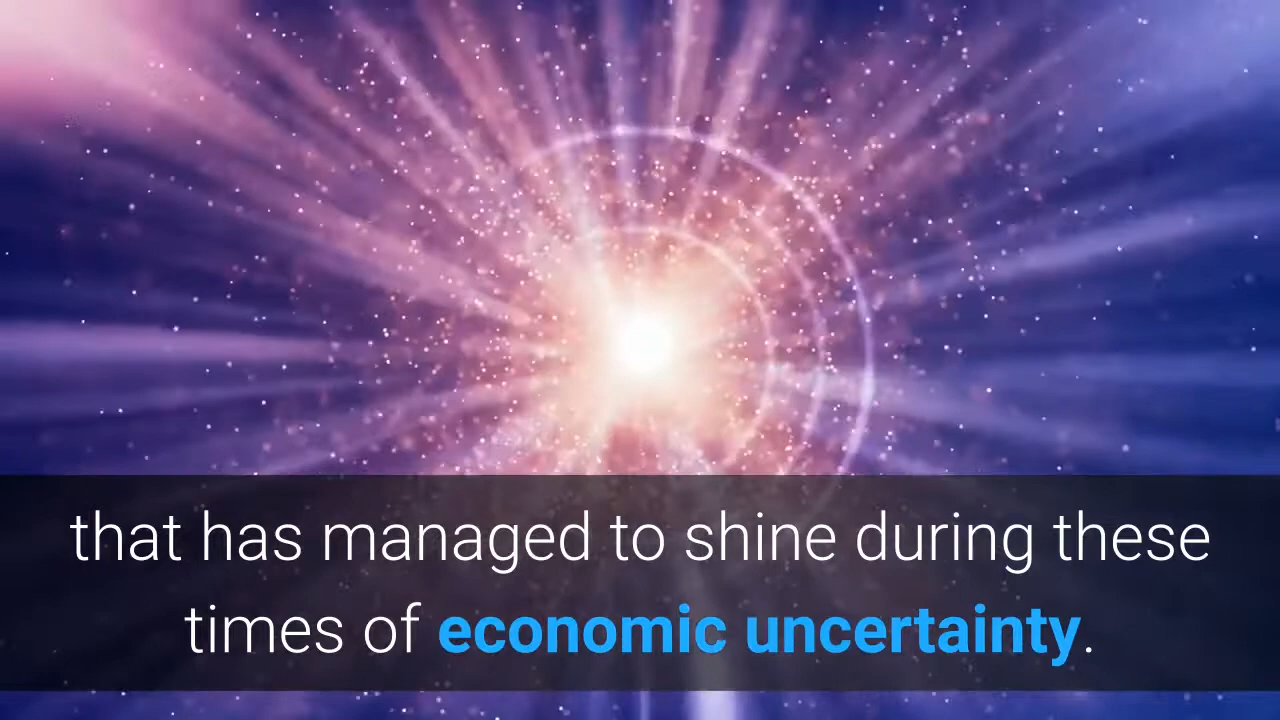 that has managed to shine during these
times of economic uncertainty.